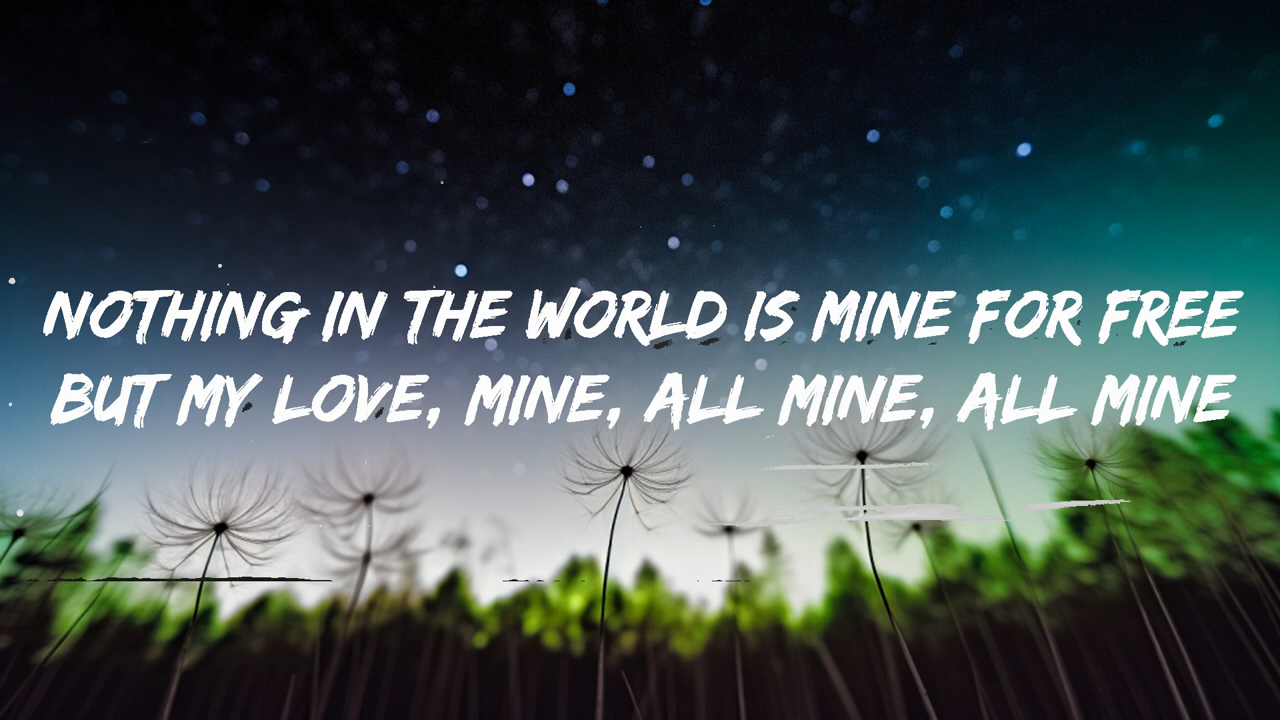 NOTHING IN THE WORLD IS MINE FOR FREE
BUT MY LOVE, MINE, ALL MINE, ALL MINE